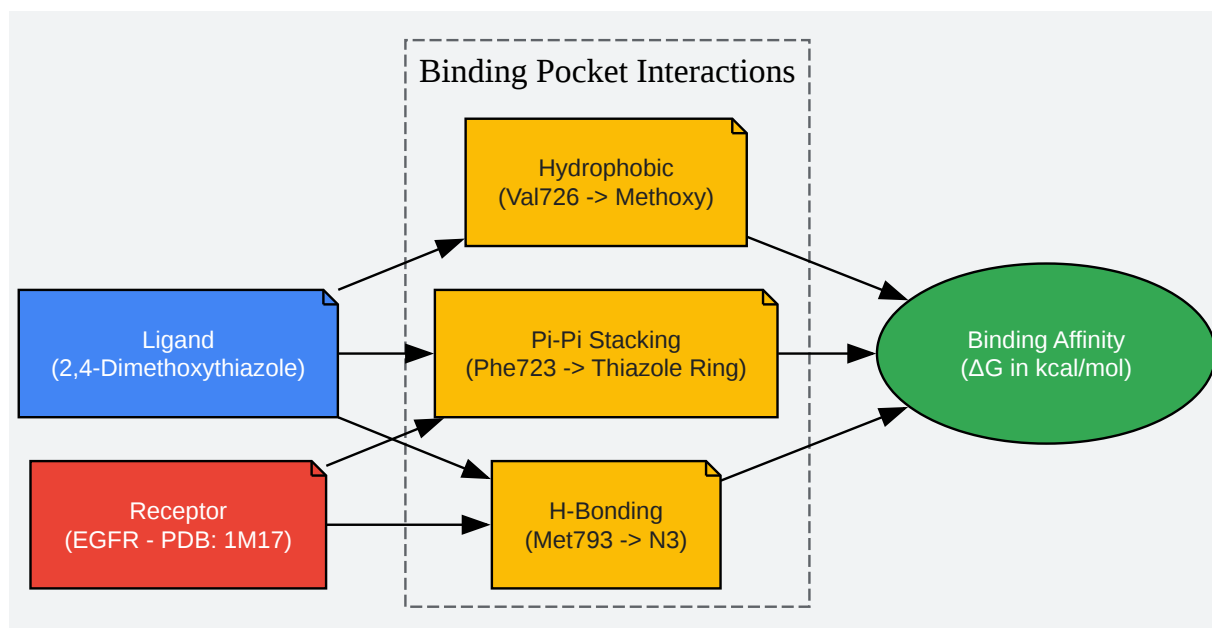 Binding Pocket Interactions
Hydrophobic
(Val726 -> Methoxy)
Ligand
(2,4-Dimethoxythiazole)
Pi-Pi Stacking
(Phe723 -> Thiazole Ring)
Binding Affinity
(ΔG in kcal/mol)
Receptor
(EGFR - PDB: 1M17)
H-Bonding
(Met793 -> N3)